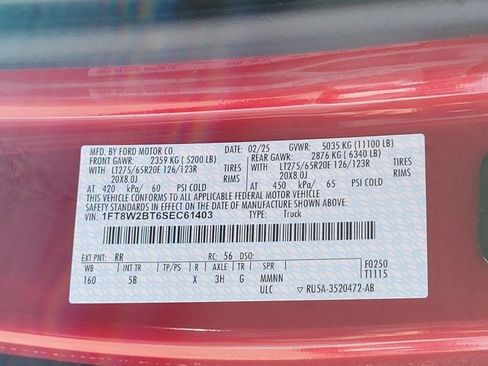 MFD. BY FORD MOTOR CO. DATE: 02/25 GVWR: 5035 KG (11100 LB)
FRONT GAWR: 2359 KG (5200 LB) REAR GAWR: 2876 KG (6340 LB)
LT275/65R20E 126/123R TIRES LT275/65R20E 126/123R TIRES
20X8.0J RIMS 20X8.0J RIMS
AT 420 kPa/ 60 PSI COLD AT 450 kPa/ 65 PSI COLD
THIS VEHICLE CONFORMS TO ALL APPLICABLE FEDERAL MOTOR VEHICLE
SAFETY STANDARDS IN EFFECT ON THE DATE OF MANUFACTURE SHOWN ABOVE.
VIN: 1FT8W2BT6SEC61403 TYPE: Truck
EXT PNT: RR RC: 56 DSO: F0250
WB INT TR TP/PS R AXLE TR SPR T1115
160 5B X 3H G MMNN
ULC ▽ RU5A-3520472-AB